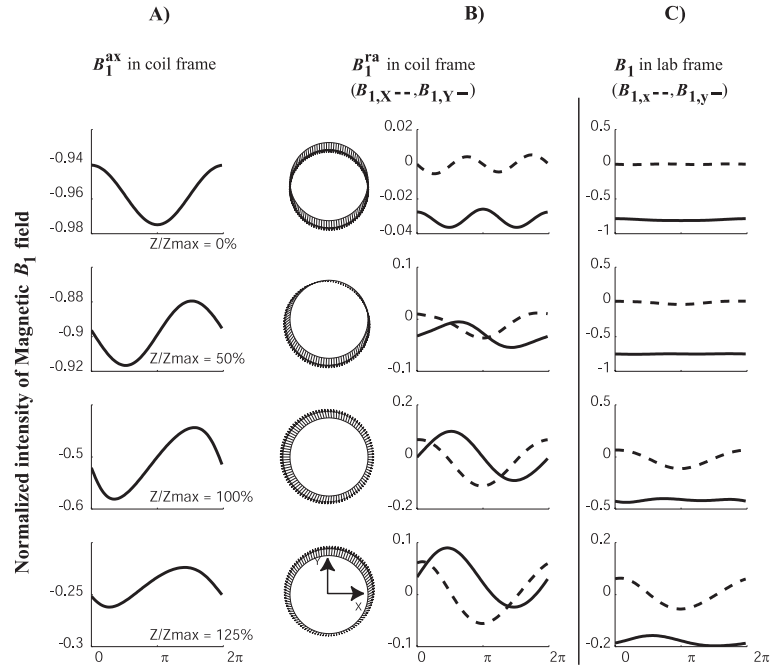 A)
B)
C)
B₁ᵃˣ in coil frame
B₁ʳᵃ in coil frame
(B₁,X --, B₁,Y —)
B₁ in lab frame
(B₁,x --, B₁,y —)
Normalized intensity of Magnetic B₁ field
-0.94
-0.96
-0.98
Z/Zmax = 0%
0.02
0
-0.02
-0.04
0.5
0
-0.5
-1
-0.88
-0.9
-0.92
Z/Zmax = 50%
0.1
0
-0.1
0.5
0
-0.5
-1
-0.5
-0.6
Z/Zmax = 100%
0.2
0
-0.2
0.5
0
-0.5
-0.25
-0.3
Z/Zmax = 125%
Y
X
0.1
0
-0.1
0.2
0
-0.2
0 π 2π
0 π 2π
0 π 2π